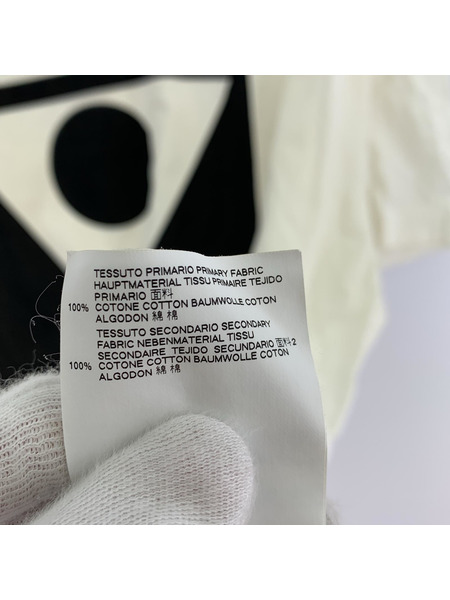 TESSUTO PRIMARIO PRIMARY FABRIC
HAUPTMATERIAL TISSU PRIMAIRE TEJIDO
PRIMARIO 面料
100% COTONE COTTON BAUMWOLLE COTON
ALGODON 綿 棉
TESSUTO SECONDARIO SECONDARY
FABRIC NEBENMATERIAL TISSU
SECONDAIRE TEJIDO SECUNDARIO 面料2
100% COTONE COTTON BAUMWOLLE COTON
ALGODON 綿 棉